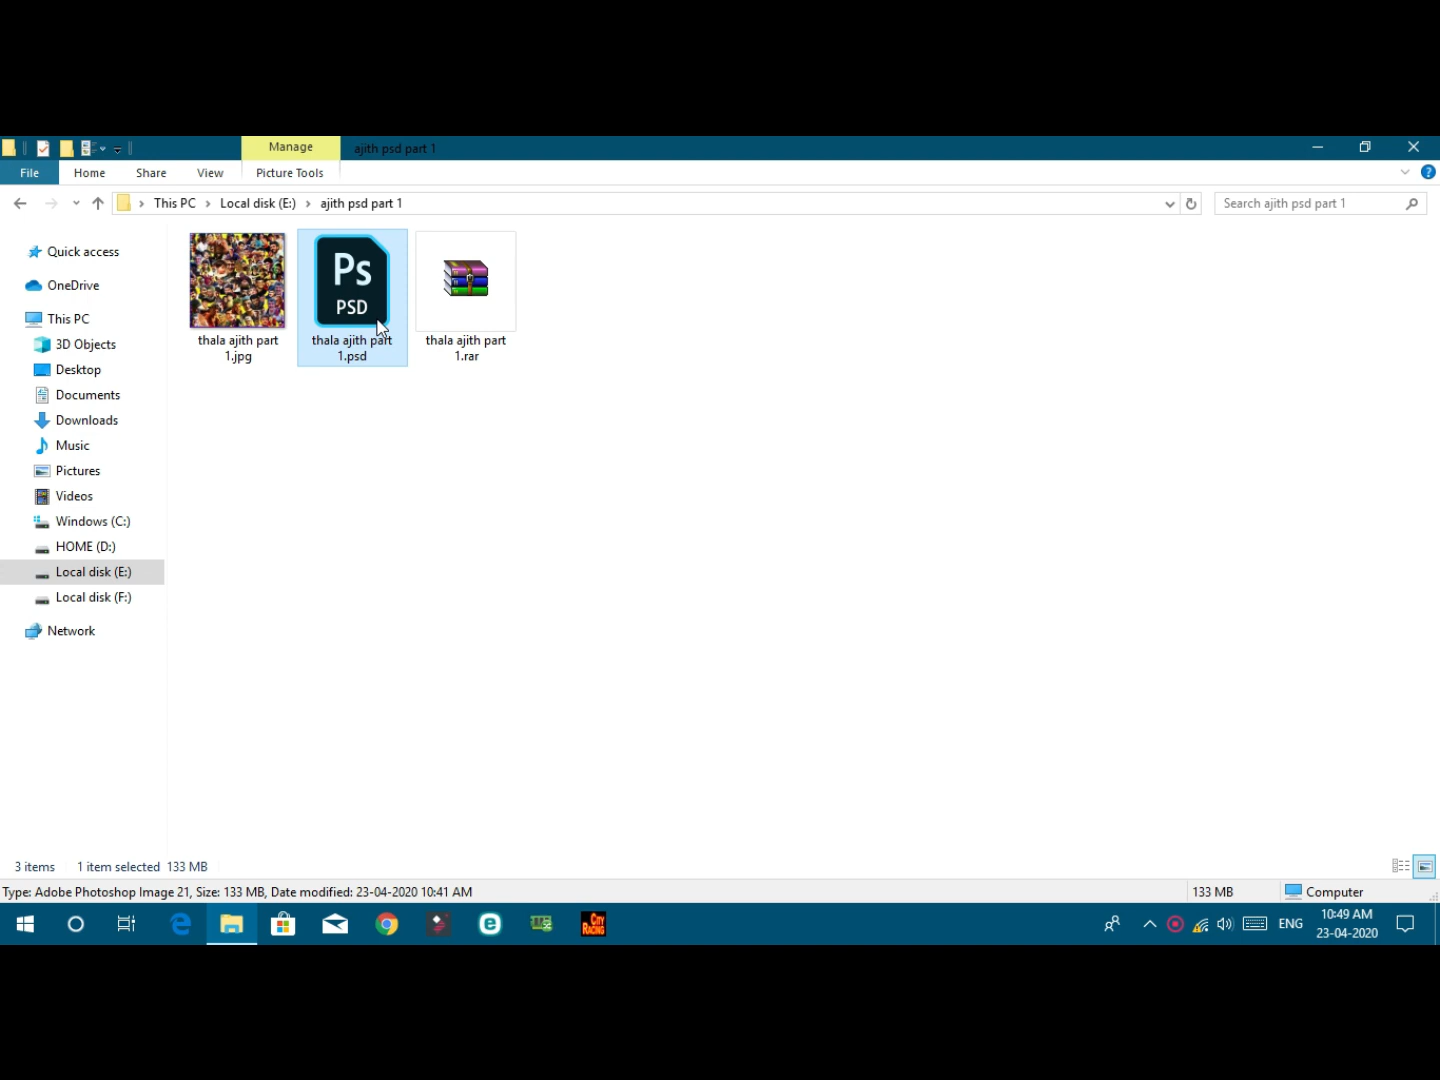 Manage
ajith psd part 1
File
Home
Share
View
Picture Tools
This PC
Local disk (E:)
ajith psd part 1
Search ajith psd part 1
Quick access
OneDrive
This PC
3D Objects
Desktop
Documents
Downloads
Music
Pictures
Videos
Windows (C:)
HOME (D:)
Local disk (E:)
Local disk (F:)
Network
thala ajith part
1.jpg
Ps
PSD
thala ajith part
1.psd
thala ajith part
1.rar
3 items
1 item selected 133 MB
Type: Adobe Photoshop Image 21, Size: 133 MB, Date modified: 23-04-2020 10:41 AM
133 MB
Computer
CITY
RACING
ENG
10:49 AM
23-04-2020